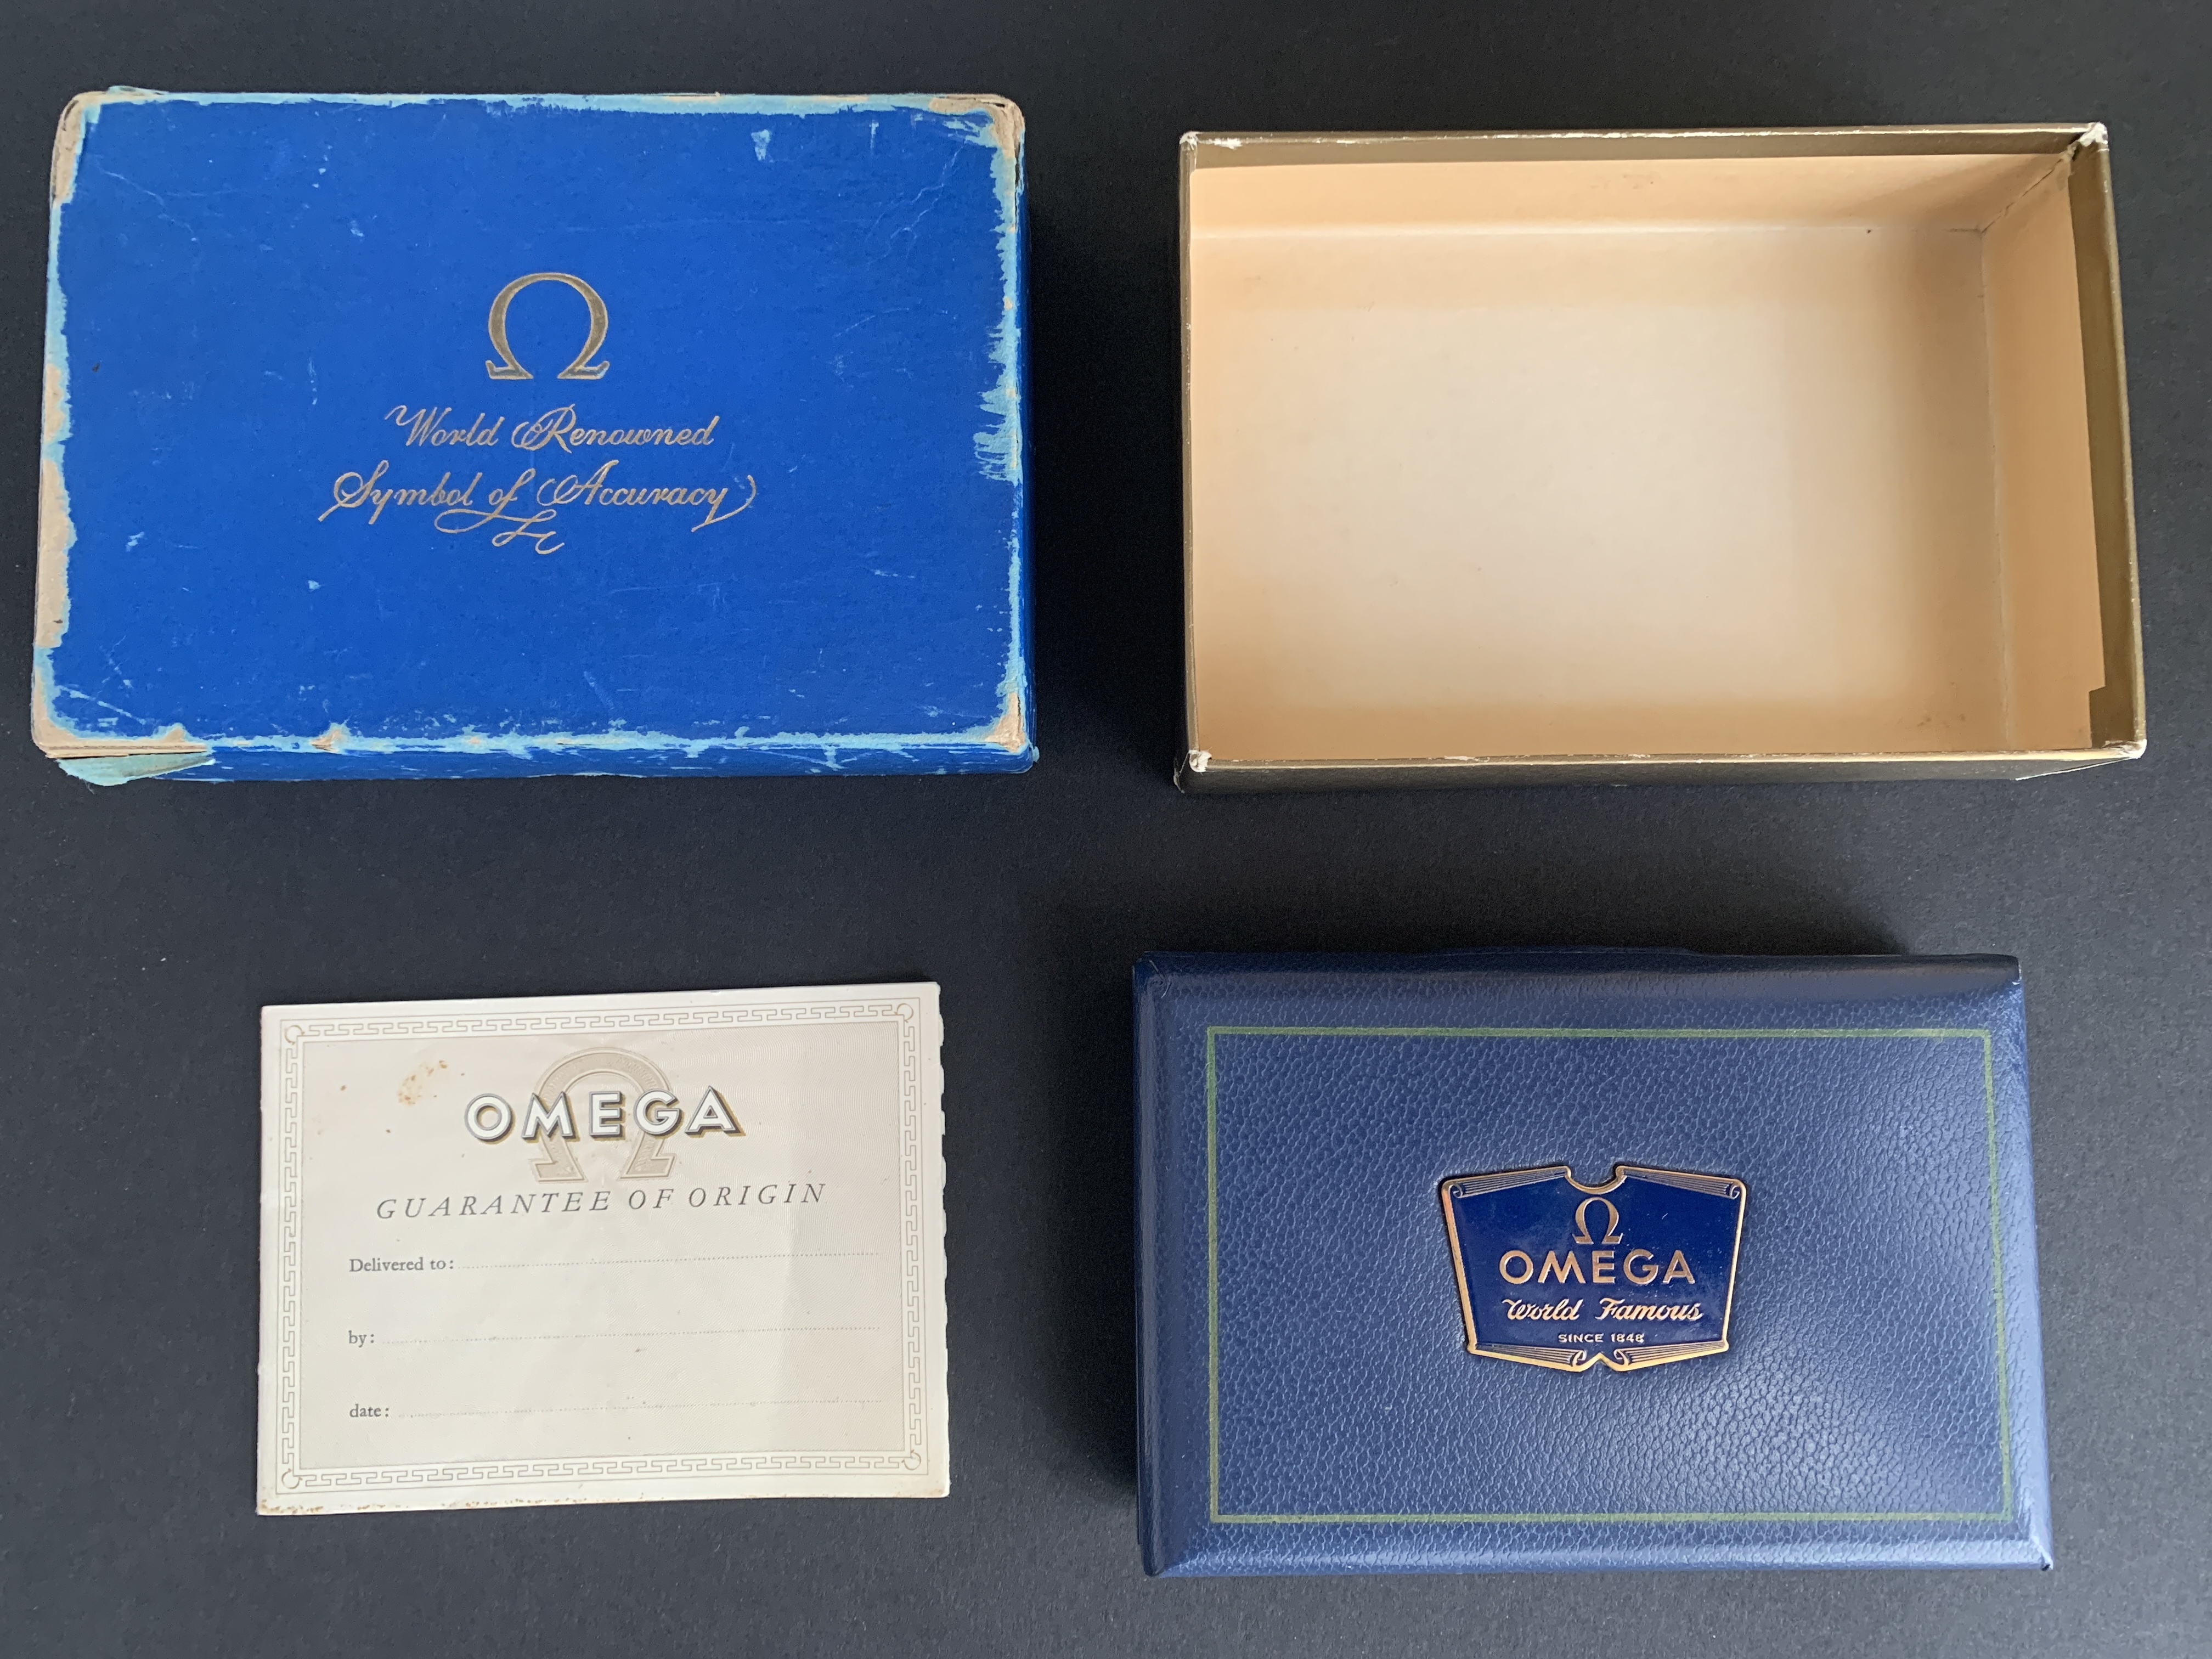 Ω
World Renowned
Symbol of Accuracy
OMEGA
GUARANTEE OF ORIGIN
Delivered to:
by:
date:
Ω
OMEGA
World Famous
SINCE 1848